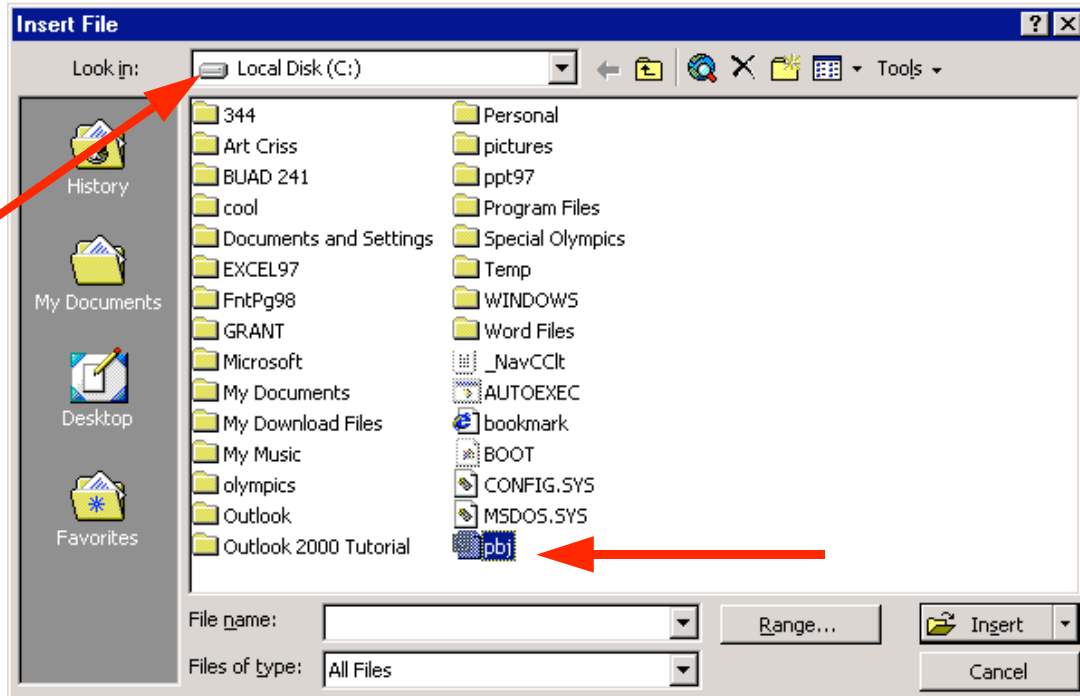 Insert File
Look in: Local Disk (C:) Tools
History
My Documents
Desktop
Favorites
344
Art Criss
BUAD 241
cool
Documents and Settings
EXCEL97
FntPg98
GRANT
Microsoft
My Documents
My Download Files
My Music
olympics
Outlook
Outlook 2000 Tutorial
Personal
pictures
ppt97
Program Files
Special Olympics
Temp
WINDOWS
Word Files
_NavCClt
AUTOEXEC
bookmark
BOOT
CONFIG.SYS
MSDOS.SYS
pbj
File name: Range... Insert
Files of type: All Files Cancel